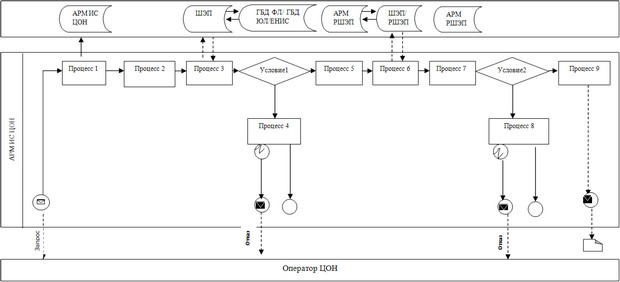 АРМ ИС
ЦОН
ШЭП
ГБД ФЛ/ ГБД
ЮЛ/ЕНИС
АРМ
РШЭП
ШЭП/
РШЭП
АРМ
РШЭП
АРМ ИС ЦОН
Процесс 1
Процесс 2
Процесс 3
Условие1
Процесс 5
Процесс 6
Процесс 7
Условие2
Процесс 9
Процесс 4
Процесс 8
Запрос
Отказ
Отказ
Оператор ЦОН